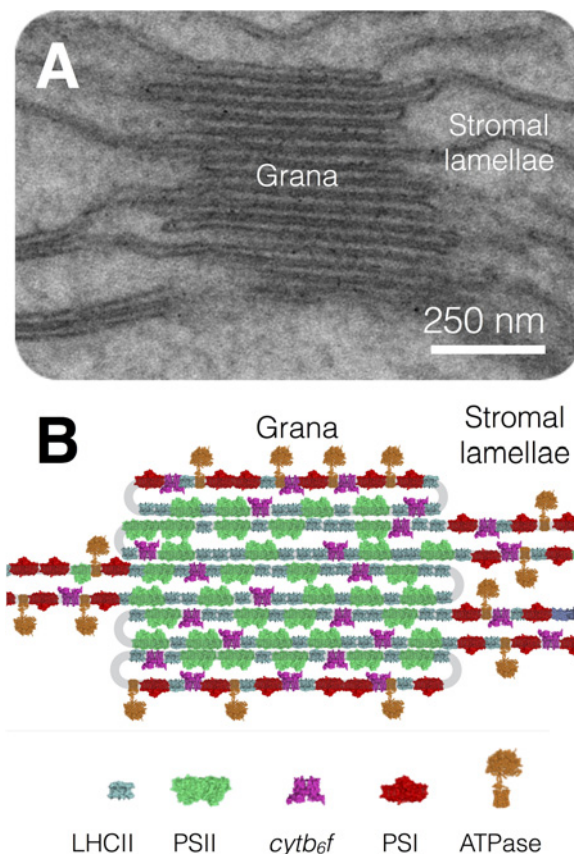 A
Grana
Stromal
lamellae
250 nm
B
Grana
Stromal
lamellae
LHCII
PSII
cytb₆f
PSI
ATPase